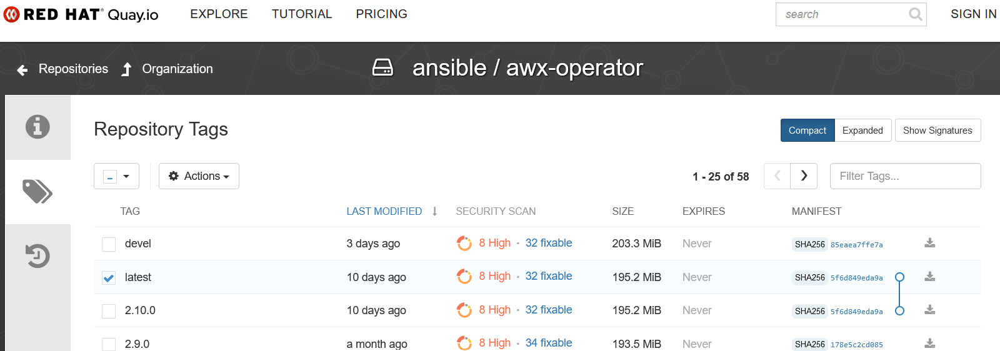 RED HAT® Quay.io EXPLORE TUTORIAL PRICING search SIGN IN
Repositories Organization ansible / awx-operator
Repository Tags Compact Expanded Show Signatures
Actions 1 - 25 of 58 Filter Tags...
TAG LAST MODIFIED SECURITY SCAN SIZE EXPIRES MANIFEST
devel 3 days ago 8 High · 32 fixable 203.3 MiB Never SHA256 85eaea7ffe7a
latest 10 days ago 8 High · 32 fixable 195.2 MiB Never SHA256 5f6d849eda9a
2.10.0 10 days ago 8 High · 32 fixable 195.2 MiB Never SHA256 5f6d849eda9a
2.9.0 a month ago 8 High · 34 fixable 193.5 MiB Never SHA256 178e5c2cd085